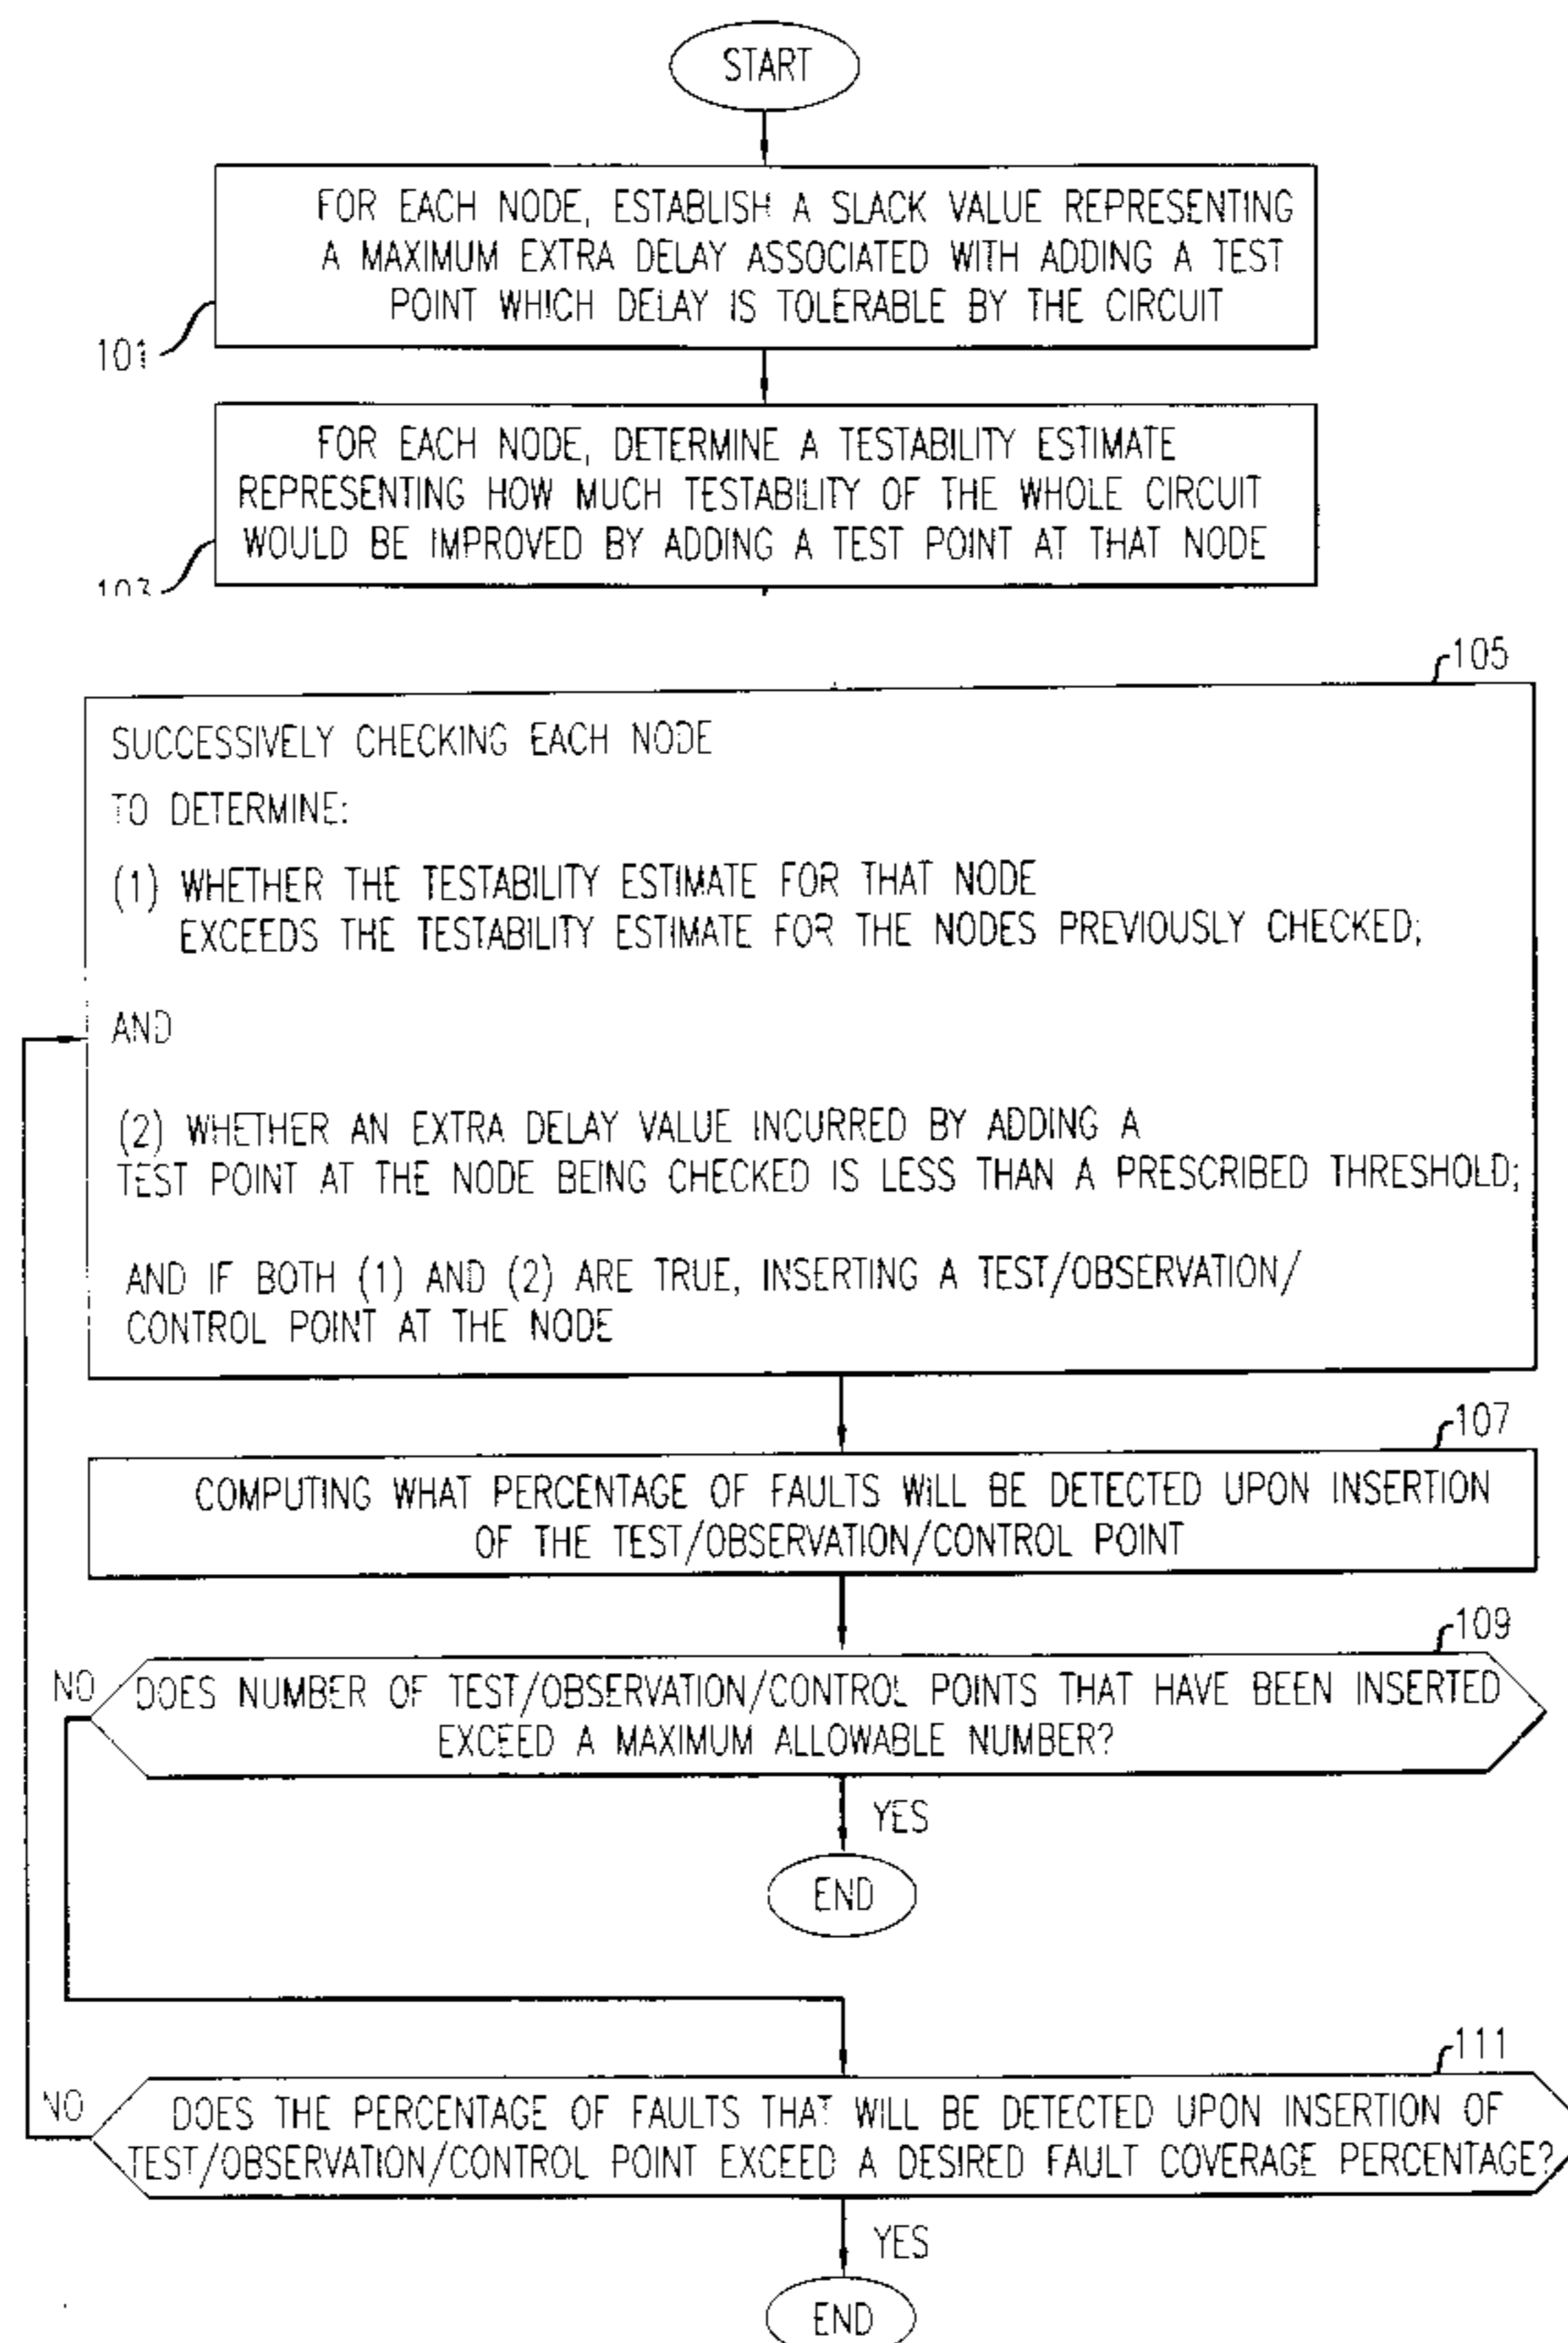 START
FOR EACH NODE, ESTABLISH A SLACK VALUE REPRESENTING
A MAXIMUM EXTRA DELAY ASSOCIATED WITH ADDING A TEST
POINT WHICH DELAY IS TOLERABLE BY THE CIRCUIT
101
FOR EACH NODE, DETERMINE A TESTABILITY ESTIMATE
REPRESENTING HOW MUCH TESTABILITY OF THE WHOLE CIRCUIT
WOULD BE IMPROVED BY ADDING A TEST POINT AT THAT NODE
103
105
SUCCESSIVELY CHECKING EACH NODE
TO DETERMINE:
(1) WHETHER THE TESTABILITY ESTIMATE FOR THAT NODE
EXCEEDS THE TESTABILITY ESTIMATE FOR THE NODES PREVIOUSLY CHECKED;
AND
(2) WHETHER AN EXTRA DELAY VALUE INCURRED BY ADDING A
TEST POINT AT THE NODE BEING CHECKED IS LESS THAN A PRESCRIBED THRESHOLD;
AND IF BOTH (1) AND (2) ARE TRUE, INSERTING A TEST/OBSERVATION/
CONTROL POINT AT THE NODE
107
COMPUTING WHAT PERCENTAGE OF FAULTS WILL BE DETECTED UPON INSERTION
OF THE TEST/OBSERVATION/CONTROL POINT
109
NO
DOES NUMBER OF TEST/OBSERVATION/CONTROL POINTS THAT HAVE BEEN INSERTED
EXCEED A MAXIMUM ALLOWABLE NUMBER?
YES
END
111
NO
DOES THE PERCENTAGE OF FAULTS THAT WILL BE DETECTED UPON INSERTION OF
TEST/OBSERVATION/CONTROL POINT EXCEED A DESIRED FAULT COVERAGE PERCENTAGE?
YES
END